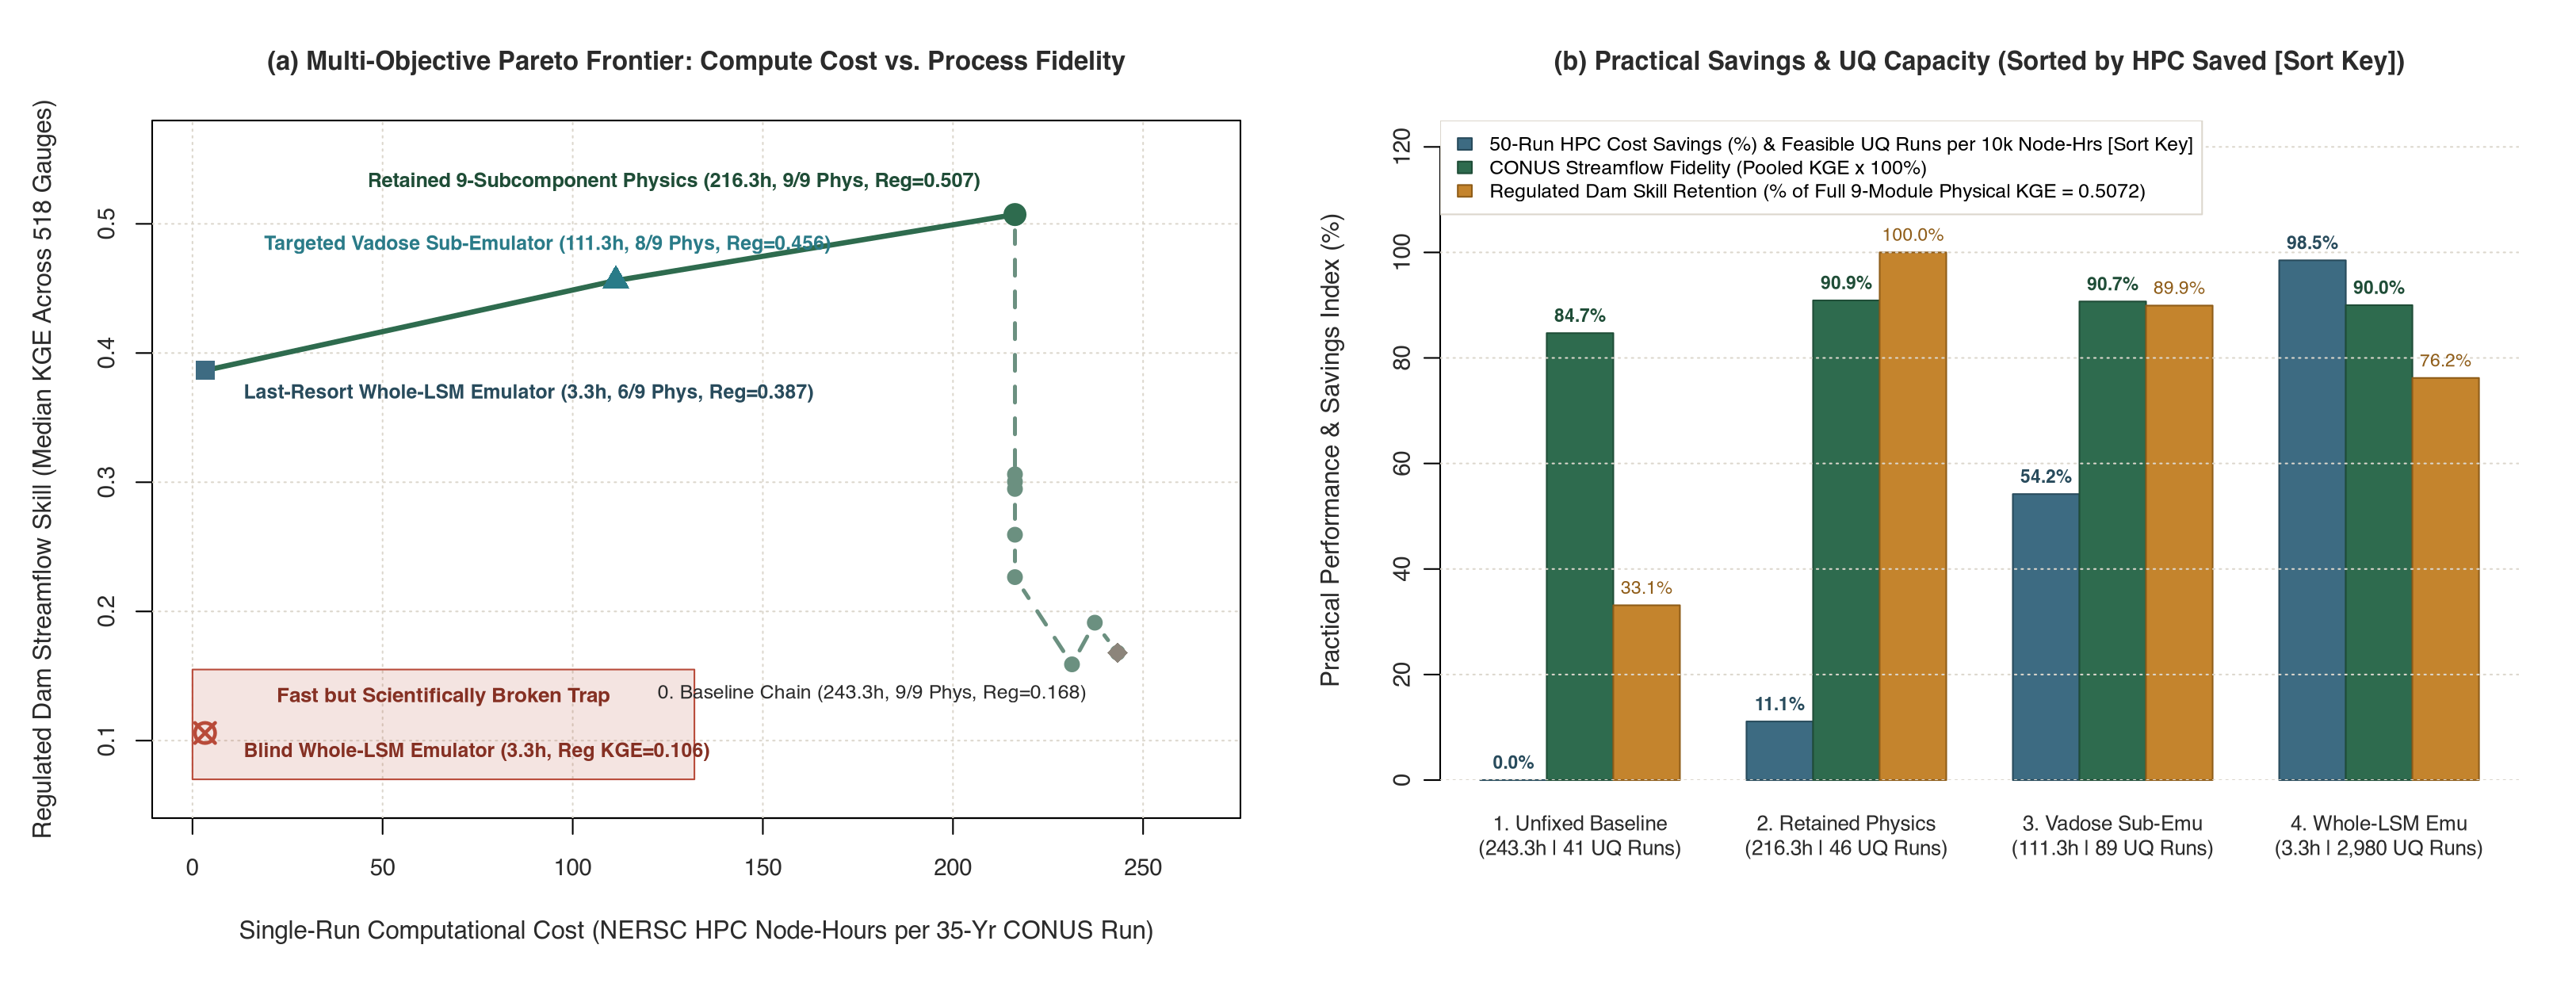 (a) Multi-Objective Pareto Frontier: Compute Cost vs. Process Fidelity
Regulated Dam Streamflow Skill (Median KGE Across 518 Gauges)
0.5
0.4
0.3
0.2
0.1
Retained 9-Subcomponent Physics (216.3h, 9/9 Phys, Reg=0.507)
Targeted Vadose Sub-Emulator (111.3h, 8/9 Phys, Reg=0.456)
Last-Resort Whole-LSM Emulator (3.3h, 6/9 Phys, Reg=0.387)
Fast but Scientifically Broken Trap
0. Baseline Chain (243.3h, 9/9 Phys, Reg=0.168)
Blind Whole-LSM Emulator (3.3h, Reg KGE=0.106)
0
50
100
150
200
250
Single-Run Computational Cost (NERSC HPC Node-Hours per 35-Yr CONUS Run)
(b) Practical Savings & UQ Capacity (Sorted by HPC Saved [Sort Key])
Practical Performance & Savings Index (%)
120
100
80
60
40
20
0
50-Run HPC Cost Savings (%) & Feasible UQ Runs per 10k Node-Hrs [Sort Key]
CONUS Streamflow Fidelity (Pooled KGE x 100%)
Regulated Dam Skill Retention (% of Full 9-Module Physical KGE = 0.5072)
0.0%
84.7%
33.1%
11.1%
90.9%
100.0%
54.2%
90.7%
89.9%
98.5%
90.0%
76.2%
1. Unfixed Baseline
(243.3h | 41 UQ Runs)
2. Retained Physics
(216.3h | 46 UQ Runs)
3. Vadose Sub-Emu
(111.3h | 89 UQ Runs)
4. Whole-LSM Emu
(3.3h | 2,980 UQ Runs)